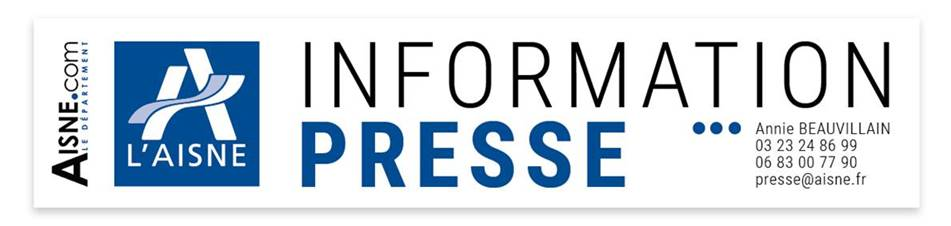 AISNE.com
LE DÉPARTEMENT
L'AISNE
INFORMATION
PRESSE
Annie BEAUVILLAIN
03 23 24 86 99
06 83 00 77 90
presse@aisne.fr